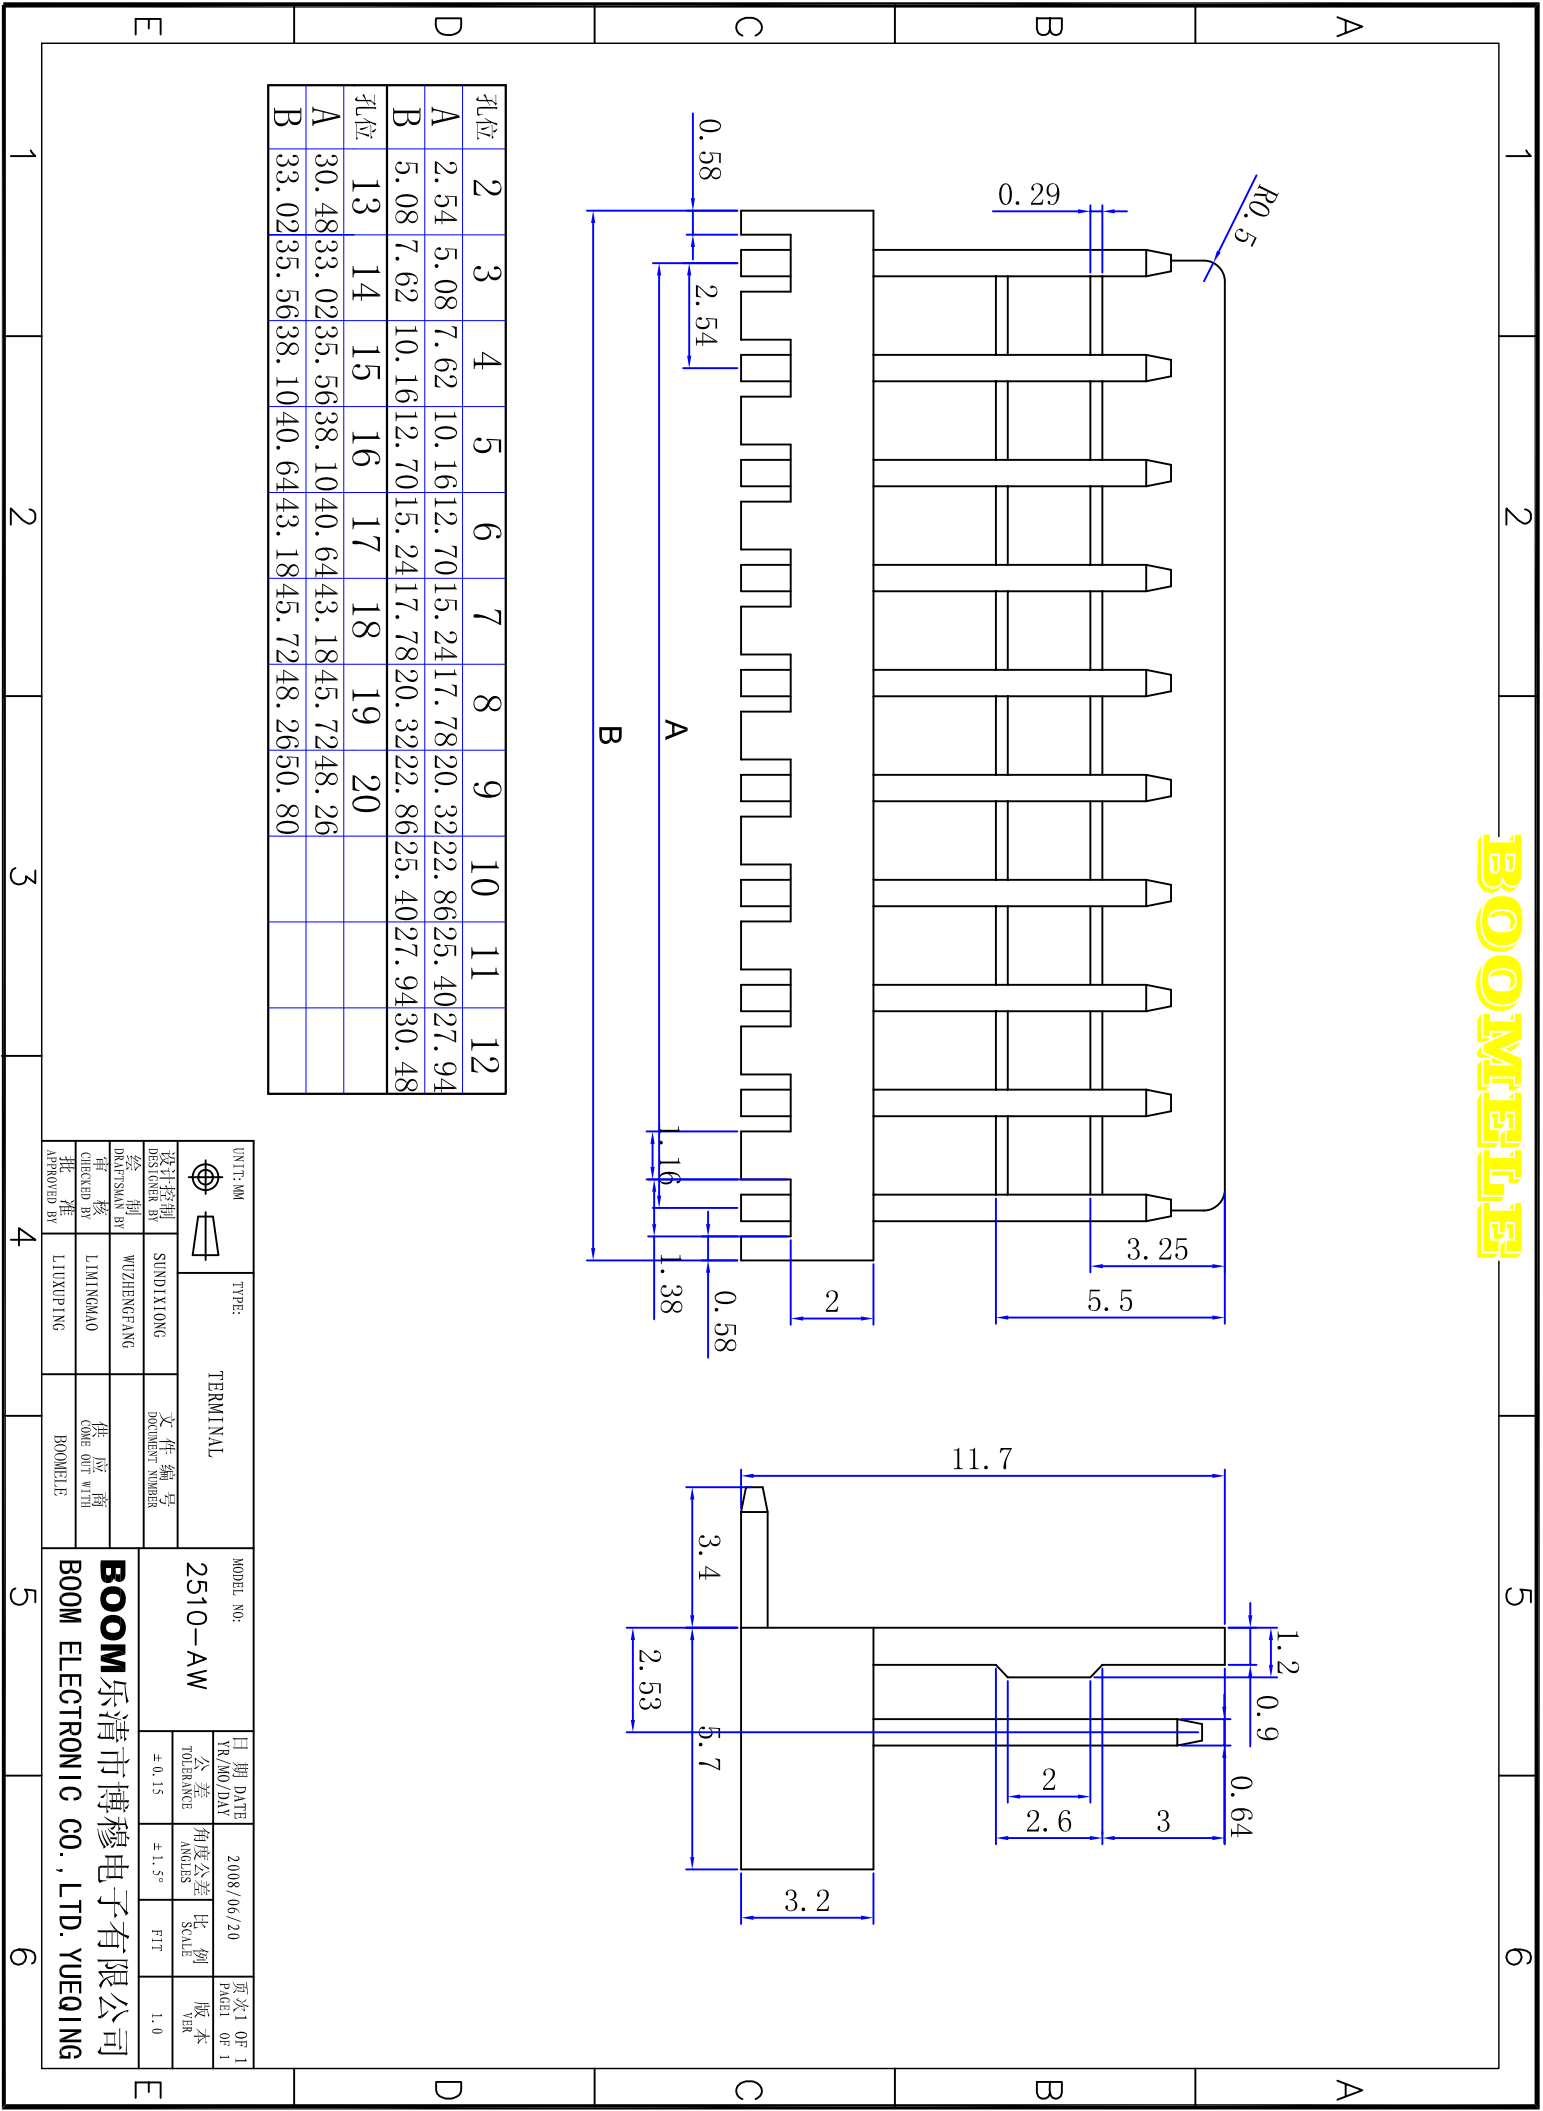 BOOMELE
1
2
5
6
A
B
C
D
E
R0.5
0.29
0.58
2.54
A
B
1.16
1.38
0.58
2
3.25
5.5
11.7
3.4
2.53
5.7
1.2
0.9
0.64
2
2.6
3
3.2
孔位 2 3 4 5 6 7 8 9 10 11 12
A 2.54 5.08 7.62 10.16 12.70 15.24 17.78 20.32 22.86 25.40 27.94
B 5.08 7.62 10.16 12.70 15.24 17.78 20.32 22.86 25.40 27.94 30.48
孔位 13 14 15 16 17 18 19 20
A 30.48 33.02 35.56 38.10 40.64 43.18 45.72 48.26
B 33.02 35.56 38.10 40.64 43.18 45.72 48.26 50.80
UNIT:MM
TYPE:
TERMINAL
MODEL NO:
2510-AW
日期 DATE
YR/MO/DAY
2008/06/20
页次1 OF 1
PAGE1 OF 1
公差
TOLERANCE
角度公差
ANGLES
比例
SCALE
版本
VER
±0.15
±1.5°
FIT
1.0
设计控制
DESIGNER BY
SUNDIXIONG
文件编号
DOCUMENT NUMBER
绘制
DRAFTSMAN BY
WUZHENGFANG
审核
CHECKED BY
LIMINGMAO
供应商
COME OUT WITH
批准
APPROVED BY
LIUXUPING
BOOMELE
BOOM乐清市博穆电子有限公司
BOOM ELECTRONIC CO.,LTD.YUEQING
1
2
3
4
5
6
A
B
C
D
E